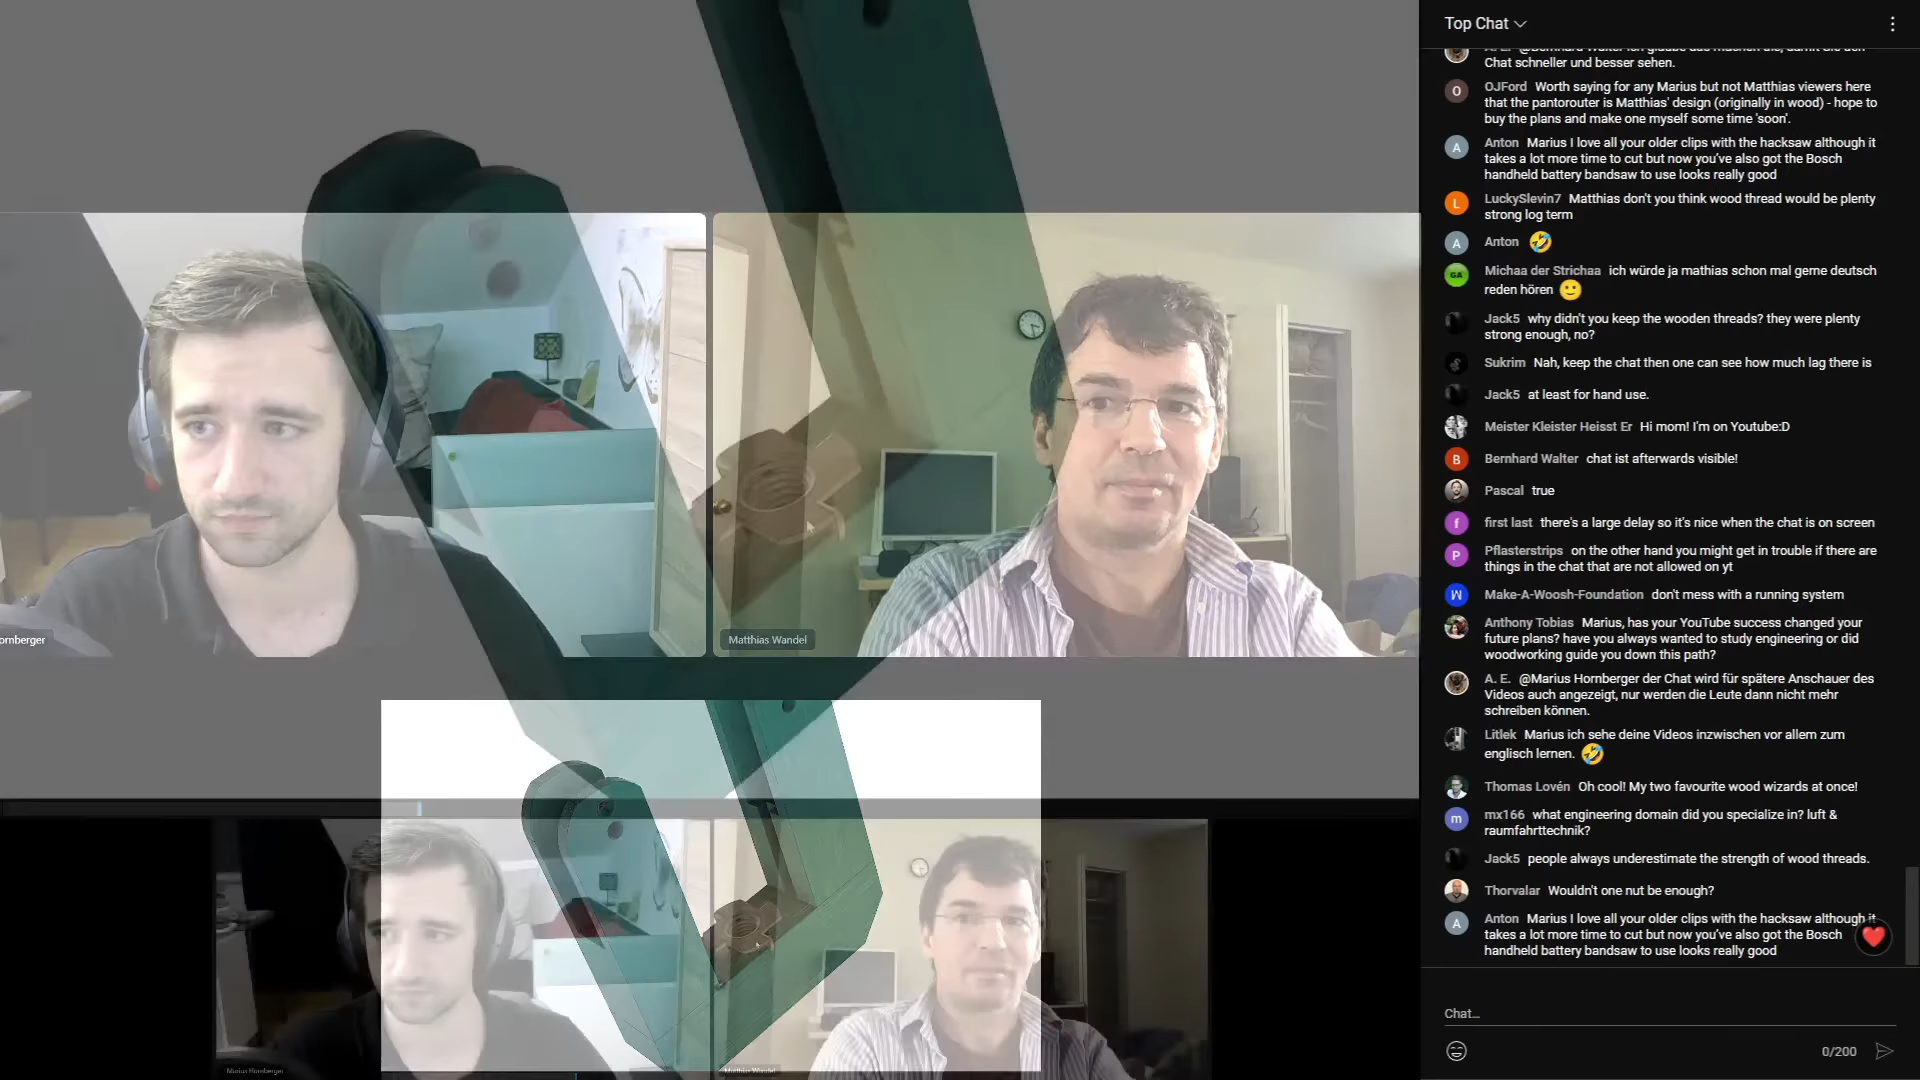 ornberger
Matthias Wandel
Marius Hornberger
Matthias Wandel
Top Chat
Chat schneller und besser sehen.
OJFord Worth saying for any Marius but not Matthias viewers here
that the pantorouter is Matthias' design (originally in wood) - hope to
buy the plans and make one myself some time 'soon'.
Anton Marius I love all your older clips with the hacksaw although it
takes a lot more time to cut but now you've also got the Bosch
handheld battery bandsaw to use looks really good
LuckySlevin7 Matthias don't you think wood thread would be plenty
strong log term
Anton 🤣
Michaa der Strichaa ich würde ja mathias schon mal gerne deutsch
reden hören 🙂
Jack5 why didn't you keep the wooden threads? they were plenty
strong enough, no?
Sukrim Nah, keep the chat then one can see how much lag there is
Jack5 at least for hand use.
Meister Kleister Heisst Er Hi mom! I'm on Youtube:D
Bernhard Walter chat ist afterwards visible!
Pascal true
first last there's a large delay so it's nice when the chat is on screen
Pflasterstrips on the other hand you might get in trouble if there are
things in the chat that are not allowed on yt
Make-A-Woosh-Foundation don't mess with a running system
Anthony Tobias Marius, has your YouTube success changed your
future plans? have you always wanted to study engineering or did
woodworking guide you down this path?
A. E. @Marius Hornberger der Chat wird für spätere Anschauer des
Videos auch angezeigt, nur werden die Leute dann nicht mehr
schreiben können.
Litlek Marius ich sehe deine Videos inzwischen vor allem zum
englisch lernen. 🤣
Thomas Lovén Oh cool! My two favourite wood wizards at once!
mx166 what engineering domain did you specialize in? luft &
raumfahrttechnik?
Jack5 people always underestimate the strength of wood threads.
Thorvalar Wouldn't one nut be enough?
Anton Marius I love all your older clips with the hacksaw although it
takes a lot more time to cut but now you've also got the Bosch
handheld battery bandsaw to use looks really good
Chat...
0/200